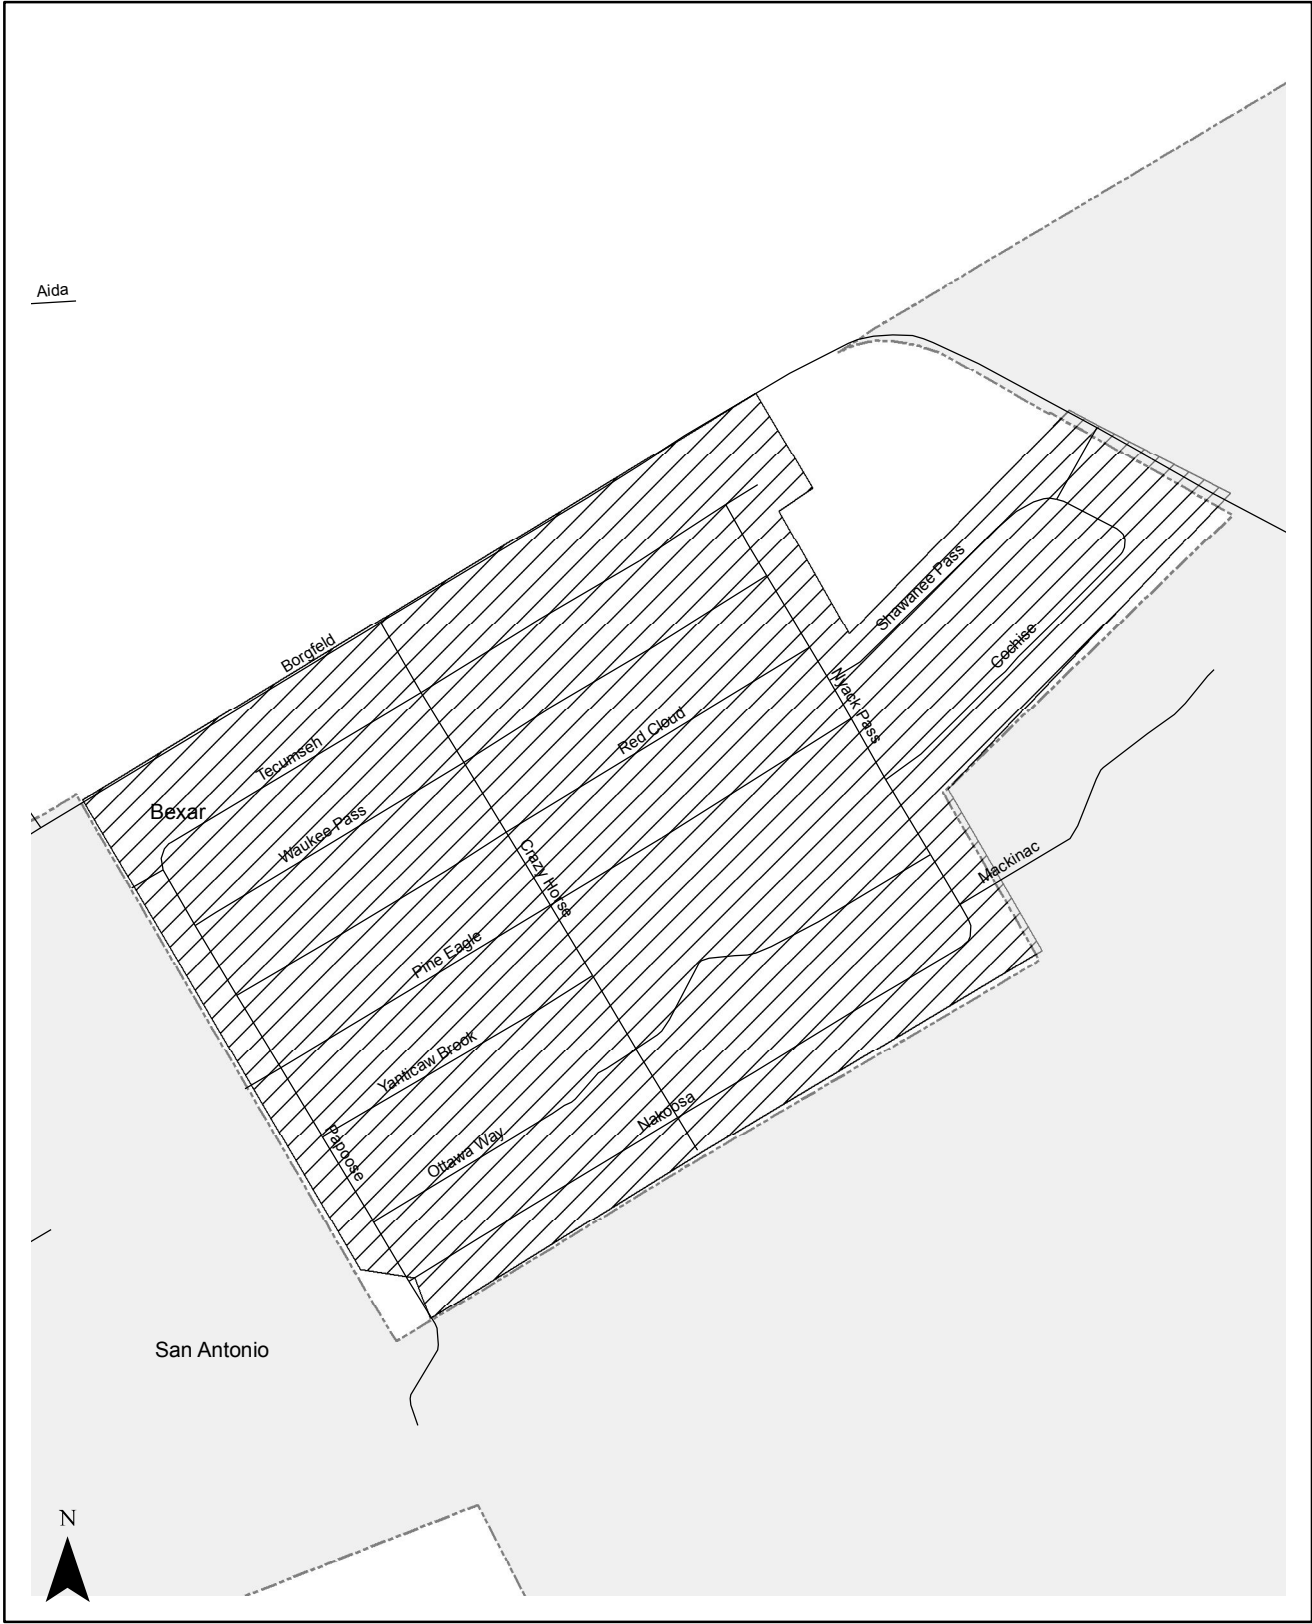 Aida
Borgfeld
Shawanee Pass
Cochise
Nyack Pass
Red Cloud
Tecumseh
Bexar
Waukee Pass
Crazy Horse
Mackinac
Pine Eagle
Yanticaw Brook
Nakoosa
Papoose
Ottawa Way
San Antonio
N